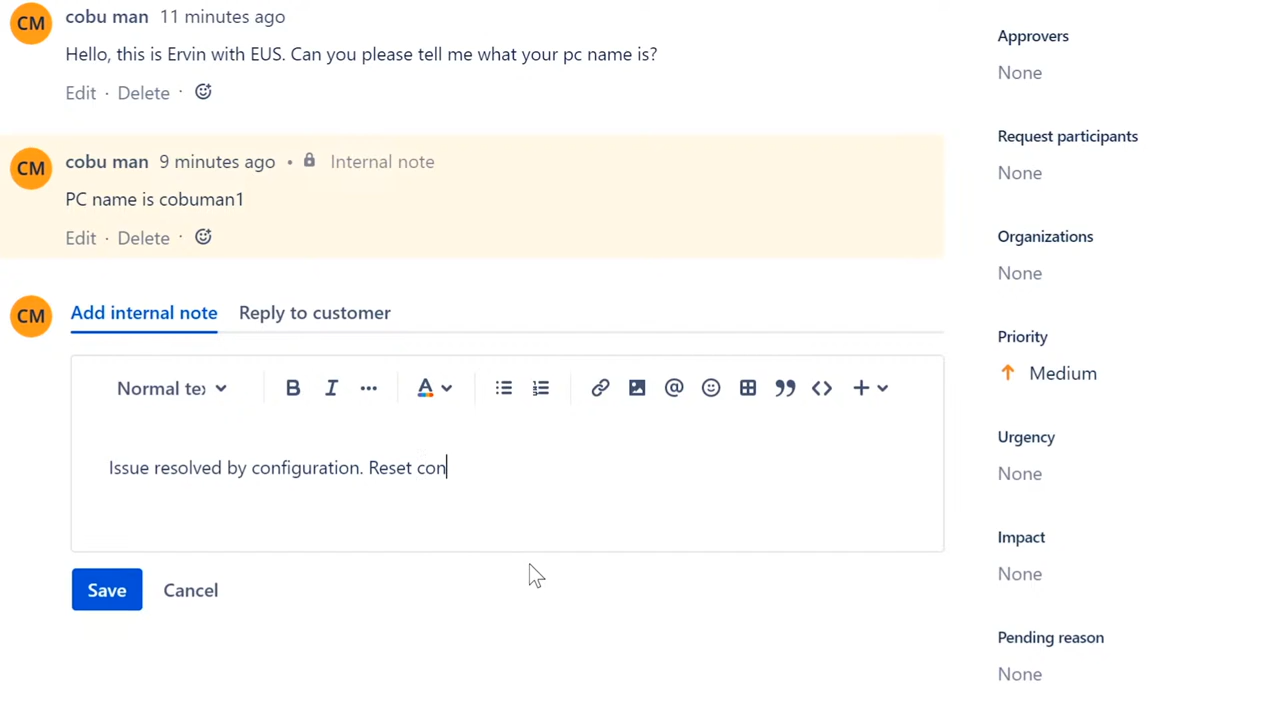 CM cobu man 11 minutes ago
Hello, this is Ervin with EUS. Can you please tell me what your pc name is?
Edit · Delete ·
CM cobu man 9 minutes ago • Internal note
PC name is cobuman1
Edit · Delete ·
CM Add internal note Reply to customer
Normal te
B I ••• A @ <> +
Issue resolved by configuration. Reset con
Save Cancel
Approvers
None
Request participants
None
Organizations
None
Priority
Medium
Urgency
None
Impact
None
Pending reason
None